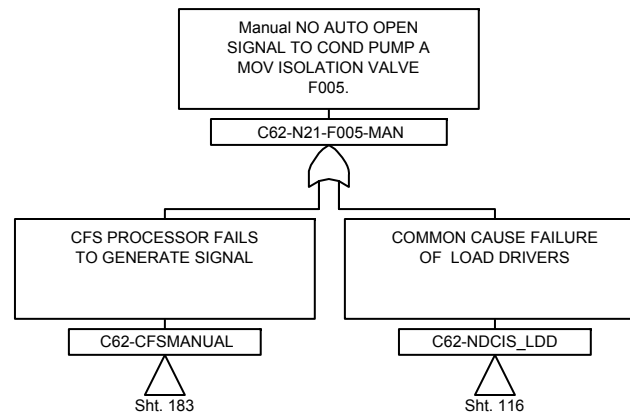 Manual NO AUTO OPEN
SIGNAL TO COND PUMP A
MOV ISOLATION VALVE
F005.
C62-N21-F005-MAN
CFS PROCESSOR FAILS
TO GENERATE SIGNAL
C62-CFSMANUAL
Sht. 183
COMMON CAUSE FAILURE
OF LOAD DRIVERS
C62-NDCIS_LDD
Sht. 116